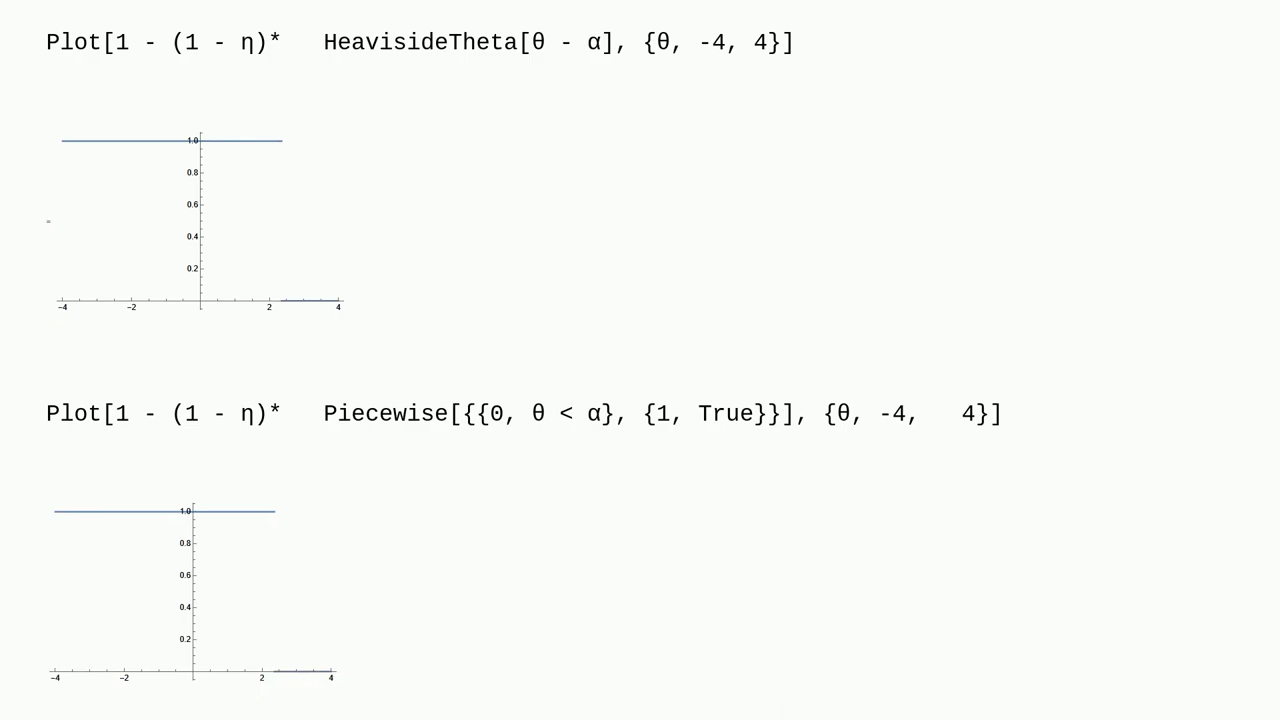 Plot[1 - (1 - η)*   HeavisideTheta[θ - α], {θ, -4, 4}]
1.0
0.8
0.6
0.4
0.2
-4 -2 2 4
Plot[1 - (1 - η)*   Piecewise[{{0, θ < α}, {1, True}}], {θ, -4,   4}]
1.0
0.8
0.6
0.4
0.2
-4 -2 2 4